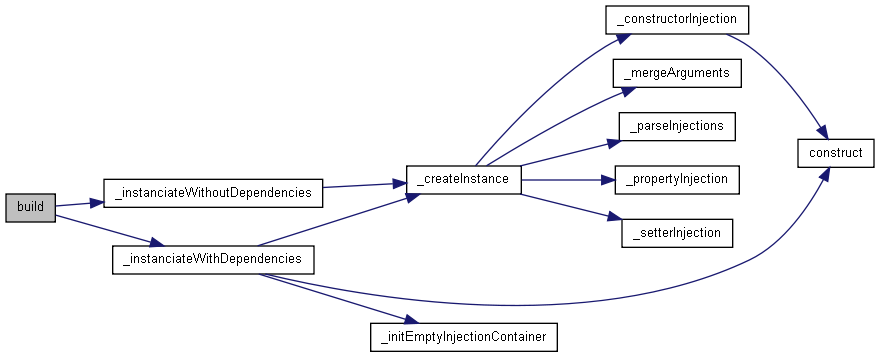 _constructorInjection
_mergeArguments
_parseInjections
construct
_createInstance
_propertyInjection
_instanciateWithoutDependencies
build
_setterInjection
_instanciateWithDependencies
_initEmptyInjectionContainer